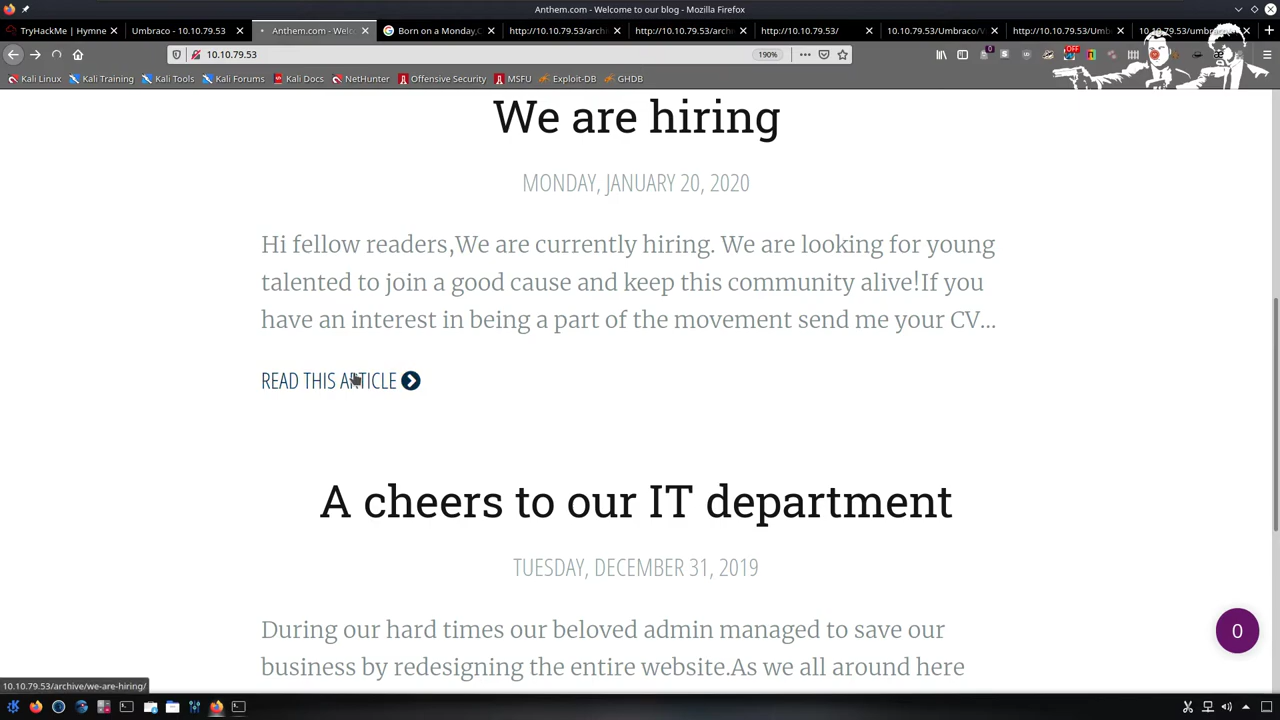 Anthem.com - Welcome to our blog - Mozilla Firefox
TryHackMe | Hymne
Umbraco - 10.10.79.53
Anthem.com - Welc
Born on a Monday,C
http://10.10.79.53/archi
http://10.10.79.53/arch
http://10.10.79.53/
10.10.79.53/Umbraco/
http://10.10.79.53/Umb
10.10.79.53/umbraco
10.10.79.53
190%
0
OFF
Kali Linux
Kali Training
Kali Tools
Kali Forums
Kali Docs
NetHunter
Offensive Security
MSFU
Exploit-DB
GHDB
We are hiring
MONDAY, JANUARY 20, 2020
Hi fellow readers,We are currently hiring. We are looking for young
talented to join a good cause and keep this community alive!If you
have an interest in being a part of the movement send me your CV...
READ THIS ARTICLE
A cheers to our IT department
TUESDAY, DECEMBER 31, 2019
During our hard times our beloved admin managed to save our
business by redesigning the entire website.As we all around here
0
10.10.79.53/archive/we-are-hiring/